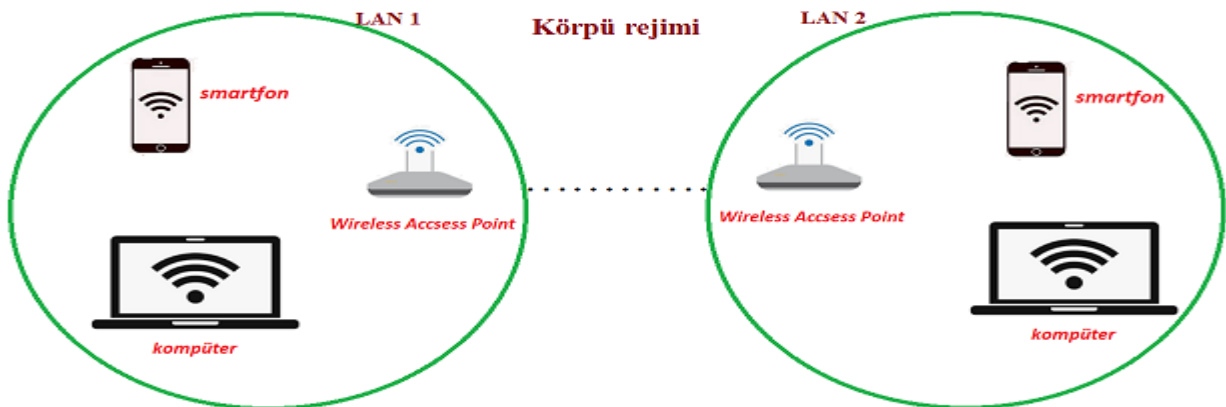 LAN 1
Körpü rejimi
LAN 2
smartfon
Wireless Accsess Point
kompüter
smartfon
Wireless Accsess Point
kompüter